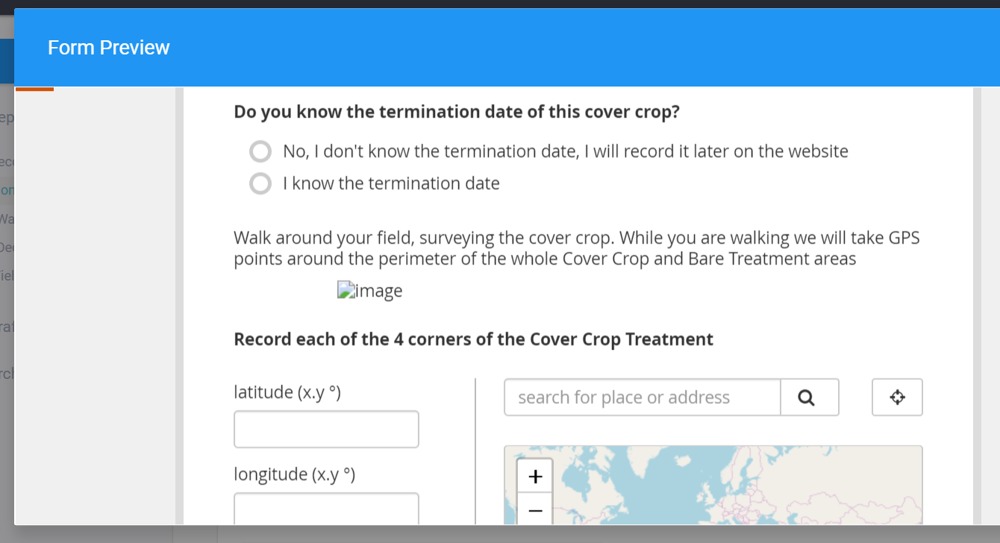 Form Preview
Do you know the termination date of this cover crop?
No, I don't know the termination date, I will record it later on the website
I know the termination date
Walk around your field, surveying the cover crop. While you are walking we will take GPS
points around the perimeter of the whole Cover Crop and Bare Treatment areas
image
Record each of the 4 corners of the Cover Crop Treatment
latitude (x.y °)
search for place or address
longitude (x.y °)
+
−